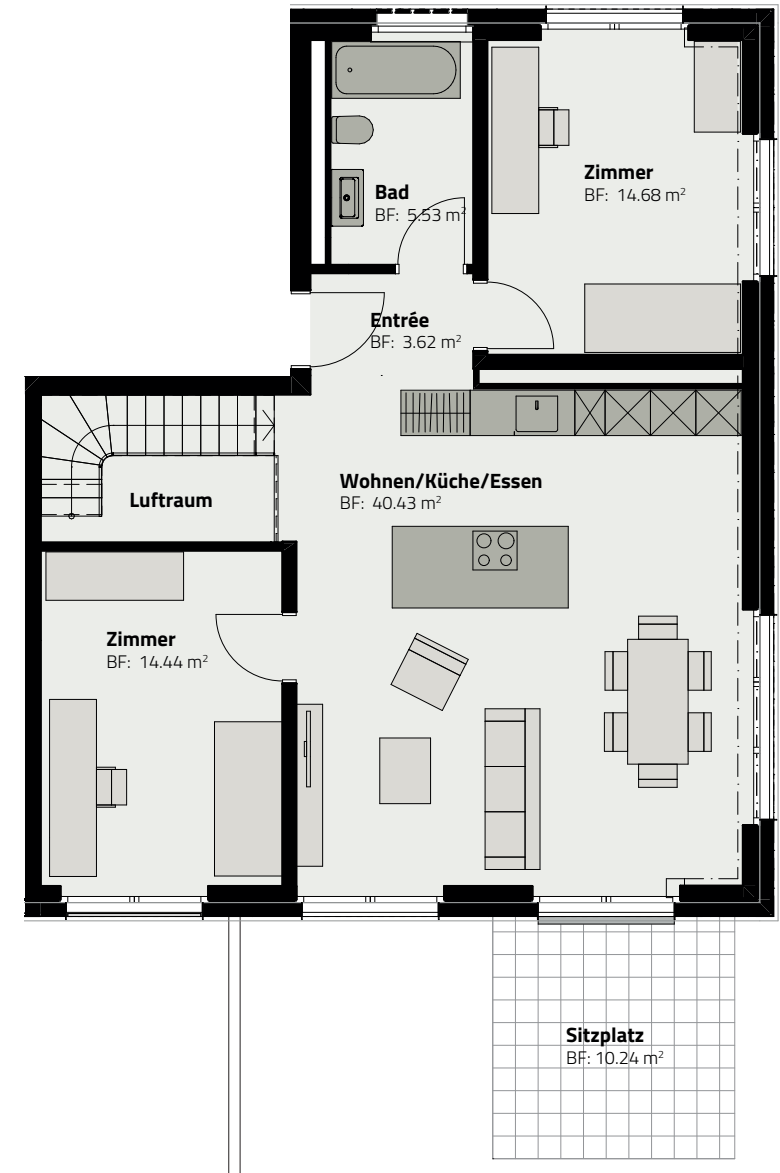 Bad
BF: 5.53 m²
Zimmer
BF: 14.68 m²
Entrée
BF: 3.62 m²
Wohnen/Küche/Essen
BF: 40.43 m²
Luftraum
Zimmer
BF: 14.44 m²
Sitzplatz
BF: 10.24 m²